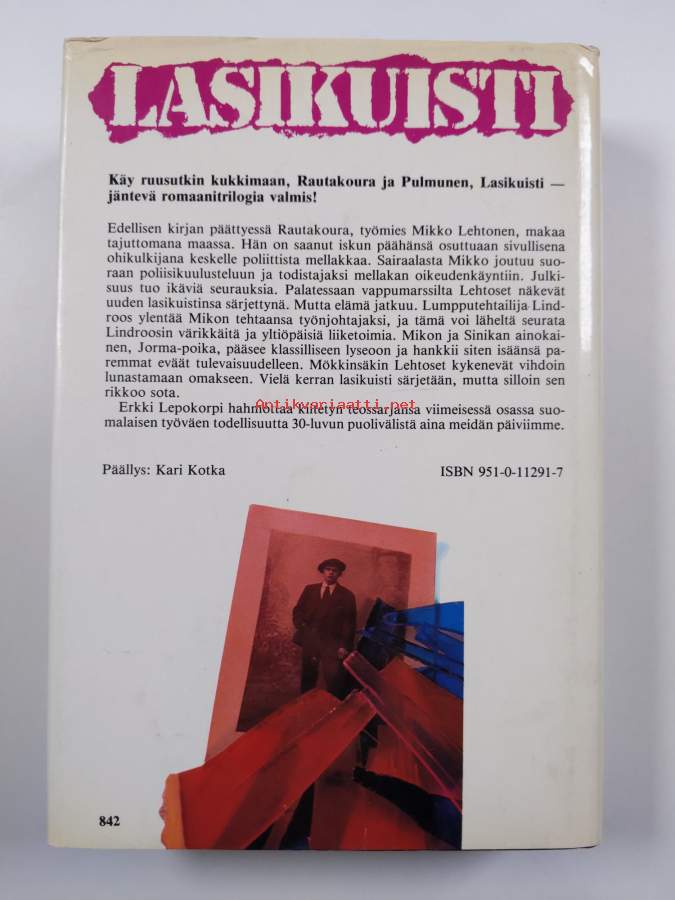 LASIKUISTI
Käy ruusutkin kukkimaan, Rautakoura ja Pulmunen, Lasikuisti —
jäntevä romaanitrilogia valmis!
Edellisen kirjan päättyessä Rautakoura, työmies Mikko Lehtonen, makaa
tajuttomana maassa. Hän on saanut iskun päähänsä osuttuaan sivullisena
ohikulkijana keskelle poliittista mellakkaa. Sairaalasta Mikko joutuu suo-
raan poliisikuulusteluun ja todistajaksi mellakan oikeudenkäyntiin. Julki-
suus tuo ikäviä seurauksia. Palatessaan vappumarssilta Lehtoset näkevät
uuden lasikuistinsa särjettynä. Mutta elämä jatkuu. Lumpputehtailija Lind-
roos ylentää Mikon tehtaansa työnjohtajaksi, ja tämä voi läheltä seurata
Lindroosin värikkäitä ja yltiöpäisiä liiketoimia. Mikon ja Sinikan ainokai-
nen, Jorma-poika, pääsee klassilliseen lyseoon ja hankkii siten isäänsä pa-
remmat eväät tulevaisuudelleen. Mökkinsäkin Lehtoset kykenevät vihdoin
lunastamaan omakseen. Vielä kerran lasikuisti särjetään, mutta silloin sen
rikkoo sota.
Antikvariaatti.net
Erkki Lepokorpi hahmottaa kiitetyn teossarjansa viimeisessä osassa suo-
malaisen työväen todellisuutta 30-luvun puolivälistä aina meidän päiviimme.
Päällys: Kari Kotka
ISBN 951-0-11291-7
842